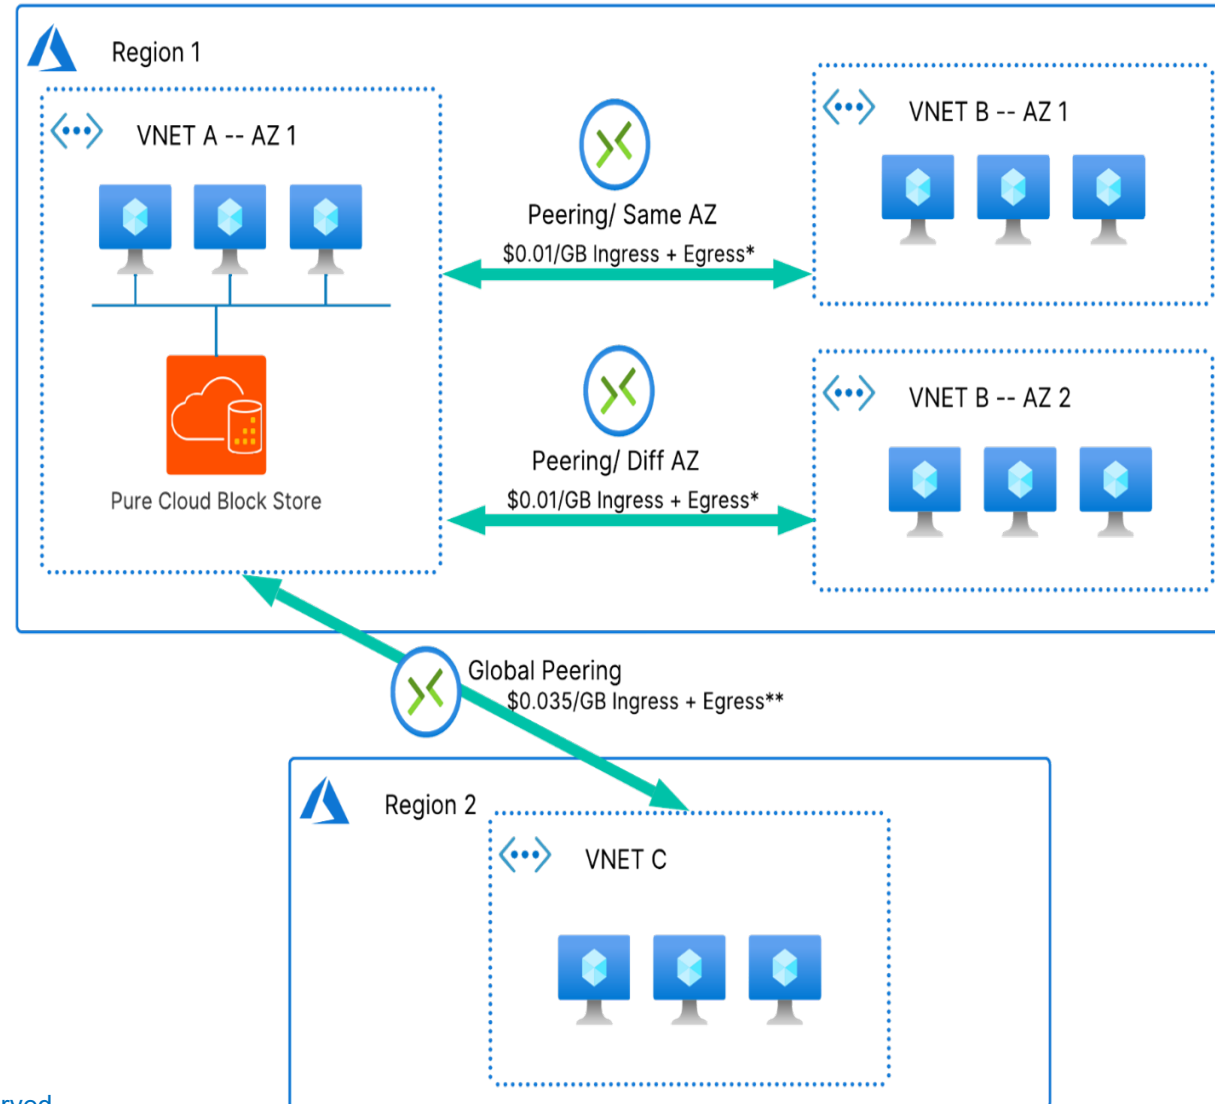 Region 1
VNET A -- AZ 1
Pure Cloud Block Store
Peering/ Same AZ
$0.01/GB Ingress + Egress*
Peering/ Diff AZ
$0.01/GB Ingress + Egress*
VNET B -- AZ 1
VNET B -- AZ 2
Global Peering
$0.035/GB Ingress + Egress**
Region 2
VNET C